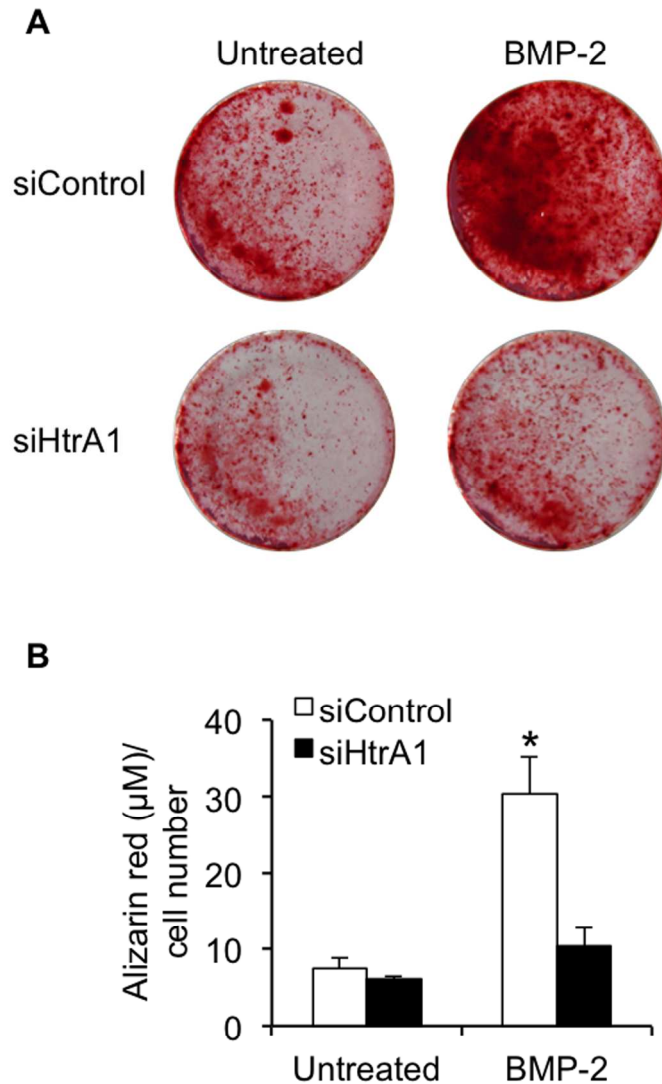 A
Untreated BMP-2
siControl
siHtrA1
B
siControl
siHtrA1
*
Alizarin red (µM)/
cell number
40
30
20
10
0
Untreated BMP-2